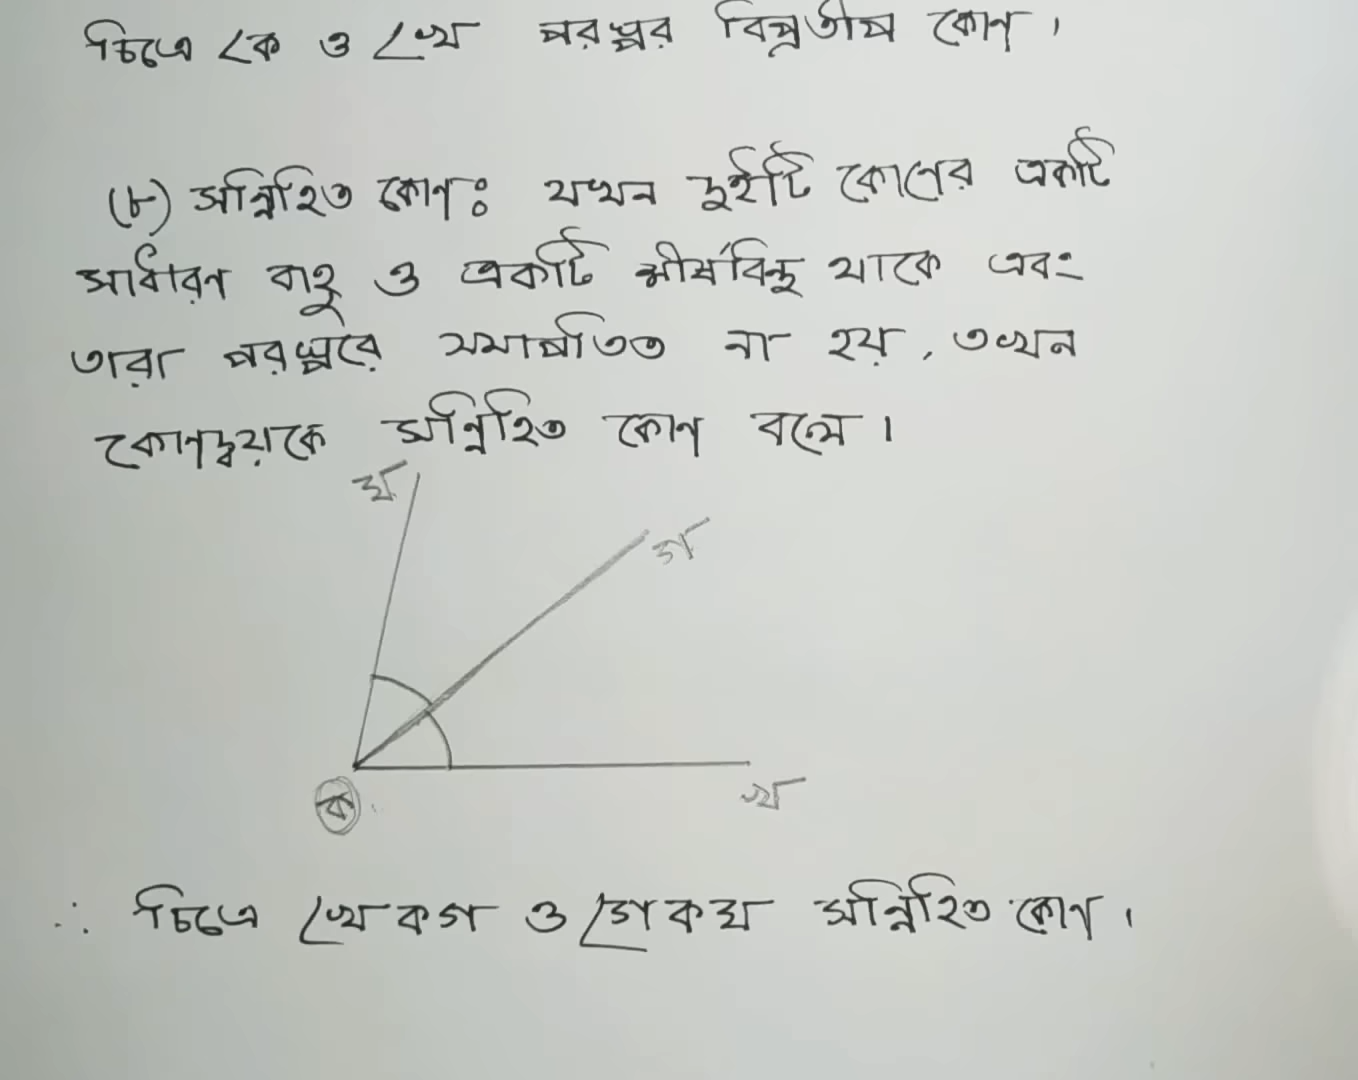 চিত্রে ∠ক ও ∠খ পরস্পর বিপ্রতীপ কোণ।
(৮) সন্নিহিত কোণঃ যখন দুইটি কোণের একটি
সাধারণ বাহু ও একটি শীর্ষবিন্দু থাকে এবং
তারা পরস্পরে সমাপতিত না হয়, তখন
কোণদ্বয়কে সন্নিহিত কোণ বলে।
ঘ
গ
ক
খ
∴ চিত্রে ∠খকগ ও ∠গকঘ সন্নিহিত কোণ।